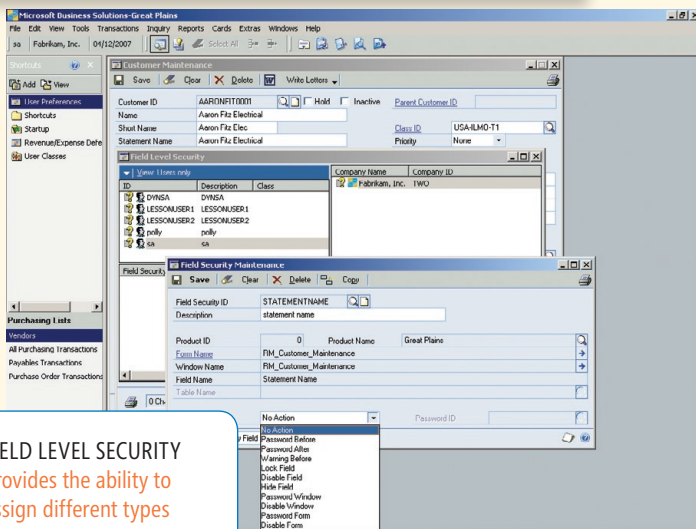 Microsoft Business Solutions-Great Plains
File Edit View Tools Transactions Inquiry Reports Cards Extras Windows Help
sa Fabrikam, Inc. 04/12/2007 Select All
Shortcuts
Add View
User Preferences
Shortcuts
Startup
Revenue/Expense Defe
User Classes
Purchasing Lists
Vendors
All Purchasing Transactions
Payables Transactions
Purchase Order Transactions
Customer Maintenance
Save Clear Delete Write Letters
Customer ID AARONFIT0001 Hold Inactive Parent Customer ID
Name Aaron Fitz Electrical
Short Name Aaron Fitz Elec Class ID USA-ILMO-T1
Statement Name Aaron Fitz Electrical Priority None
Field Level Security
View: Users only
ID Description Class
DYNSA DYNSA
LESSONUSER1 LESSONUSER1
LESSONUSER2 LESSONUSER2
polly polly
sa sa
Company Name Company ID
Fabrikam, Inc. TWO
Field Security
Field Security Maintenance
Save Clear Delete Copy
Field Security ID STATEMENTNAME
Description statement name
Product ID 0 Product Name Great Plains
Form Name RM_Customer_Maintenance
Window Name RM_Customer_Maintenance
Field Name Statement Name
Table Name
No Action Password ID
No Action
Password Before
Password After
Warning Before
Lock Field
Disable Field
Hide Field
Password Window
Disable Window
Password Form
Disable Form
y Field
ELD LEVEL SECURITY
rovides the ability to
ssign different types